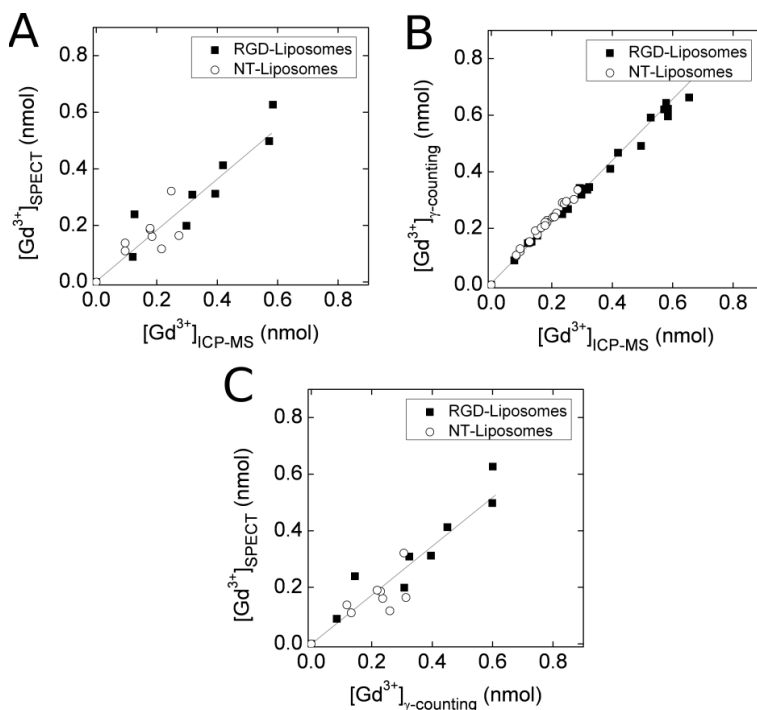 A
[Gd³⁺]SPECT (nmol)
0.8
0.6
0.4
0.2
0.0
RGD-Liposomes
NT-Liposomes
0.0 0.2 0.4 0.6 0.8
[Gd³⁺]ICP-MS (nmol)
B
[Gd³⁺]γ-counting (nmol)
0.8
0.6
0.4
0.2
0.0
RGD-Liposomes
NT-Liposomes
0.0 0.2 0.4 0.6 0.8
[Gd³⁺]ICP-MS (nmol)
C
[Gd³⁺]SPECT (nmol)
0.8
0.6
0.4
0.2
0.0
RGD-Liposomes
NT-Liposomes
0.0 0.2 0.4 0.6 0.8
[Gd³⁺]γ-counting (nmol)